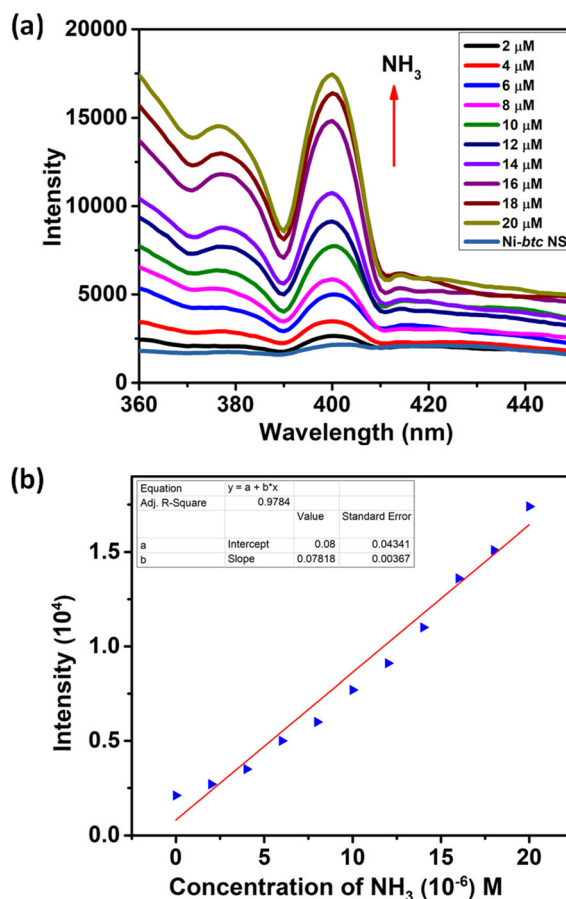 (a)
20000
15000
10000
5000
0
Intensity
NH3
2 μM
4 μM
6 μM
8 μM
10 μM
12 μM
14 μM
16 μM
18 μM
20 μM
Ni-btc NS
360 380 400 420 440
Wavelength (nm)
(b)
Equation y = a + b*x
Adj. R-Square 0.9784
Value Standard Error
a Intercept 0.08 0.04341
b Slope 0.07818 0.00367
1.5
1.0
0.5
0.0
Intensity (10⁴)
0 5 10 15 20
Concentration of NH₃ (10⁻⁶) M